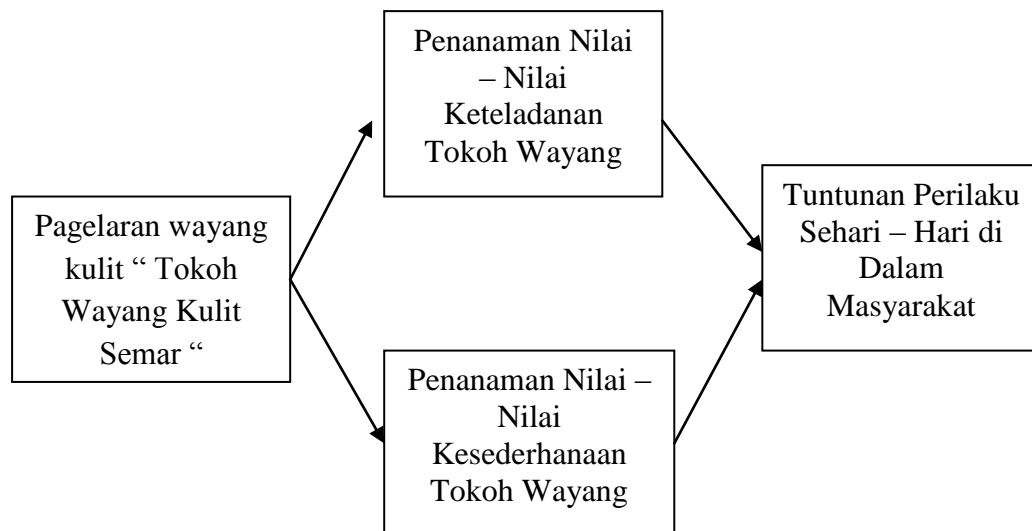 Pagelaran wayang
kulit “ Tokoh
Wayang Kulit
Semar “
Penanaman Nilai
– Nilai
Keteladanan
Tokoh Wayang
Penanaman Nilai –
Nilai
Kesederhanaan
Tokoh Wayang
Tuntunan Perilaku
Sehari – Hari di
Dalam
Masyarakat